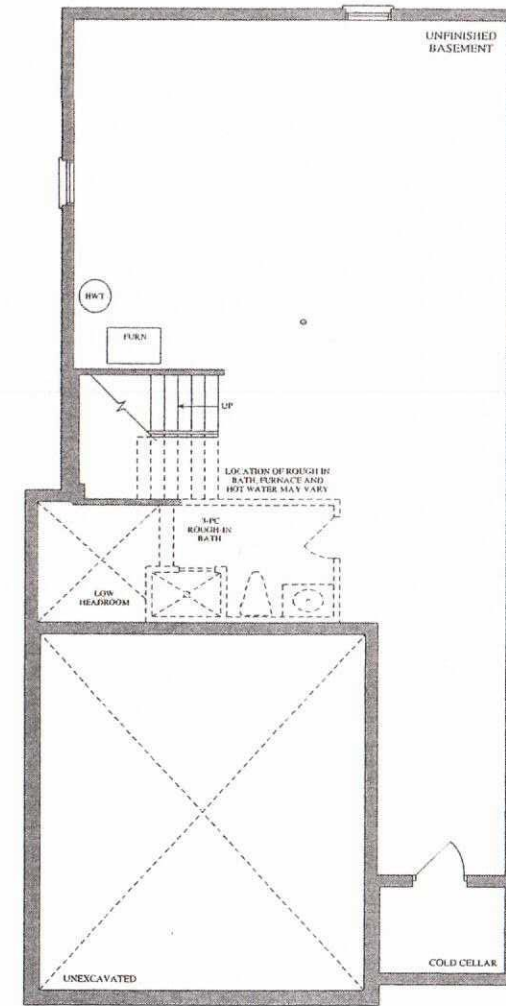 UNFINISHED
BASEMENT
HWT
FURN
UP
LOCATION OF ROUGH IN
BATH, FURNACE AND
HOT WATER MAY VARY
3-PC
ROUGH-IN
BATH
LOW
HEADROOM
UNEXCAVATED
COLD CELLAR